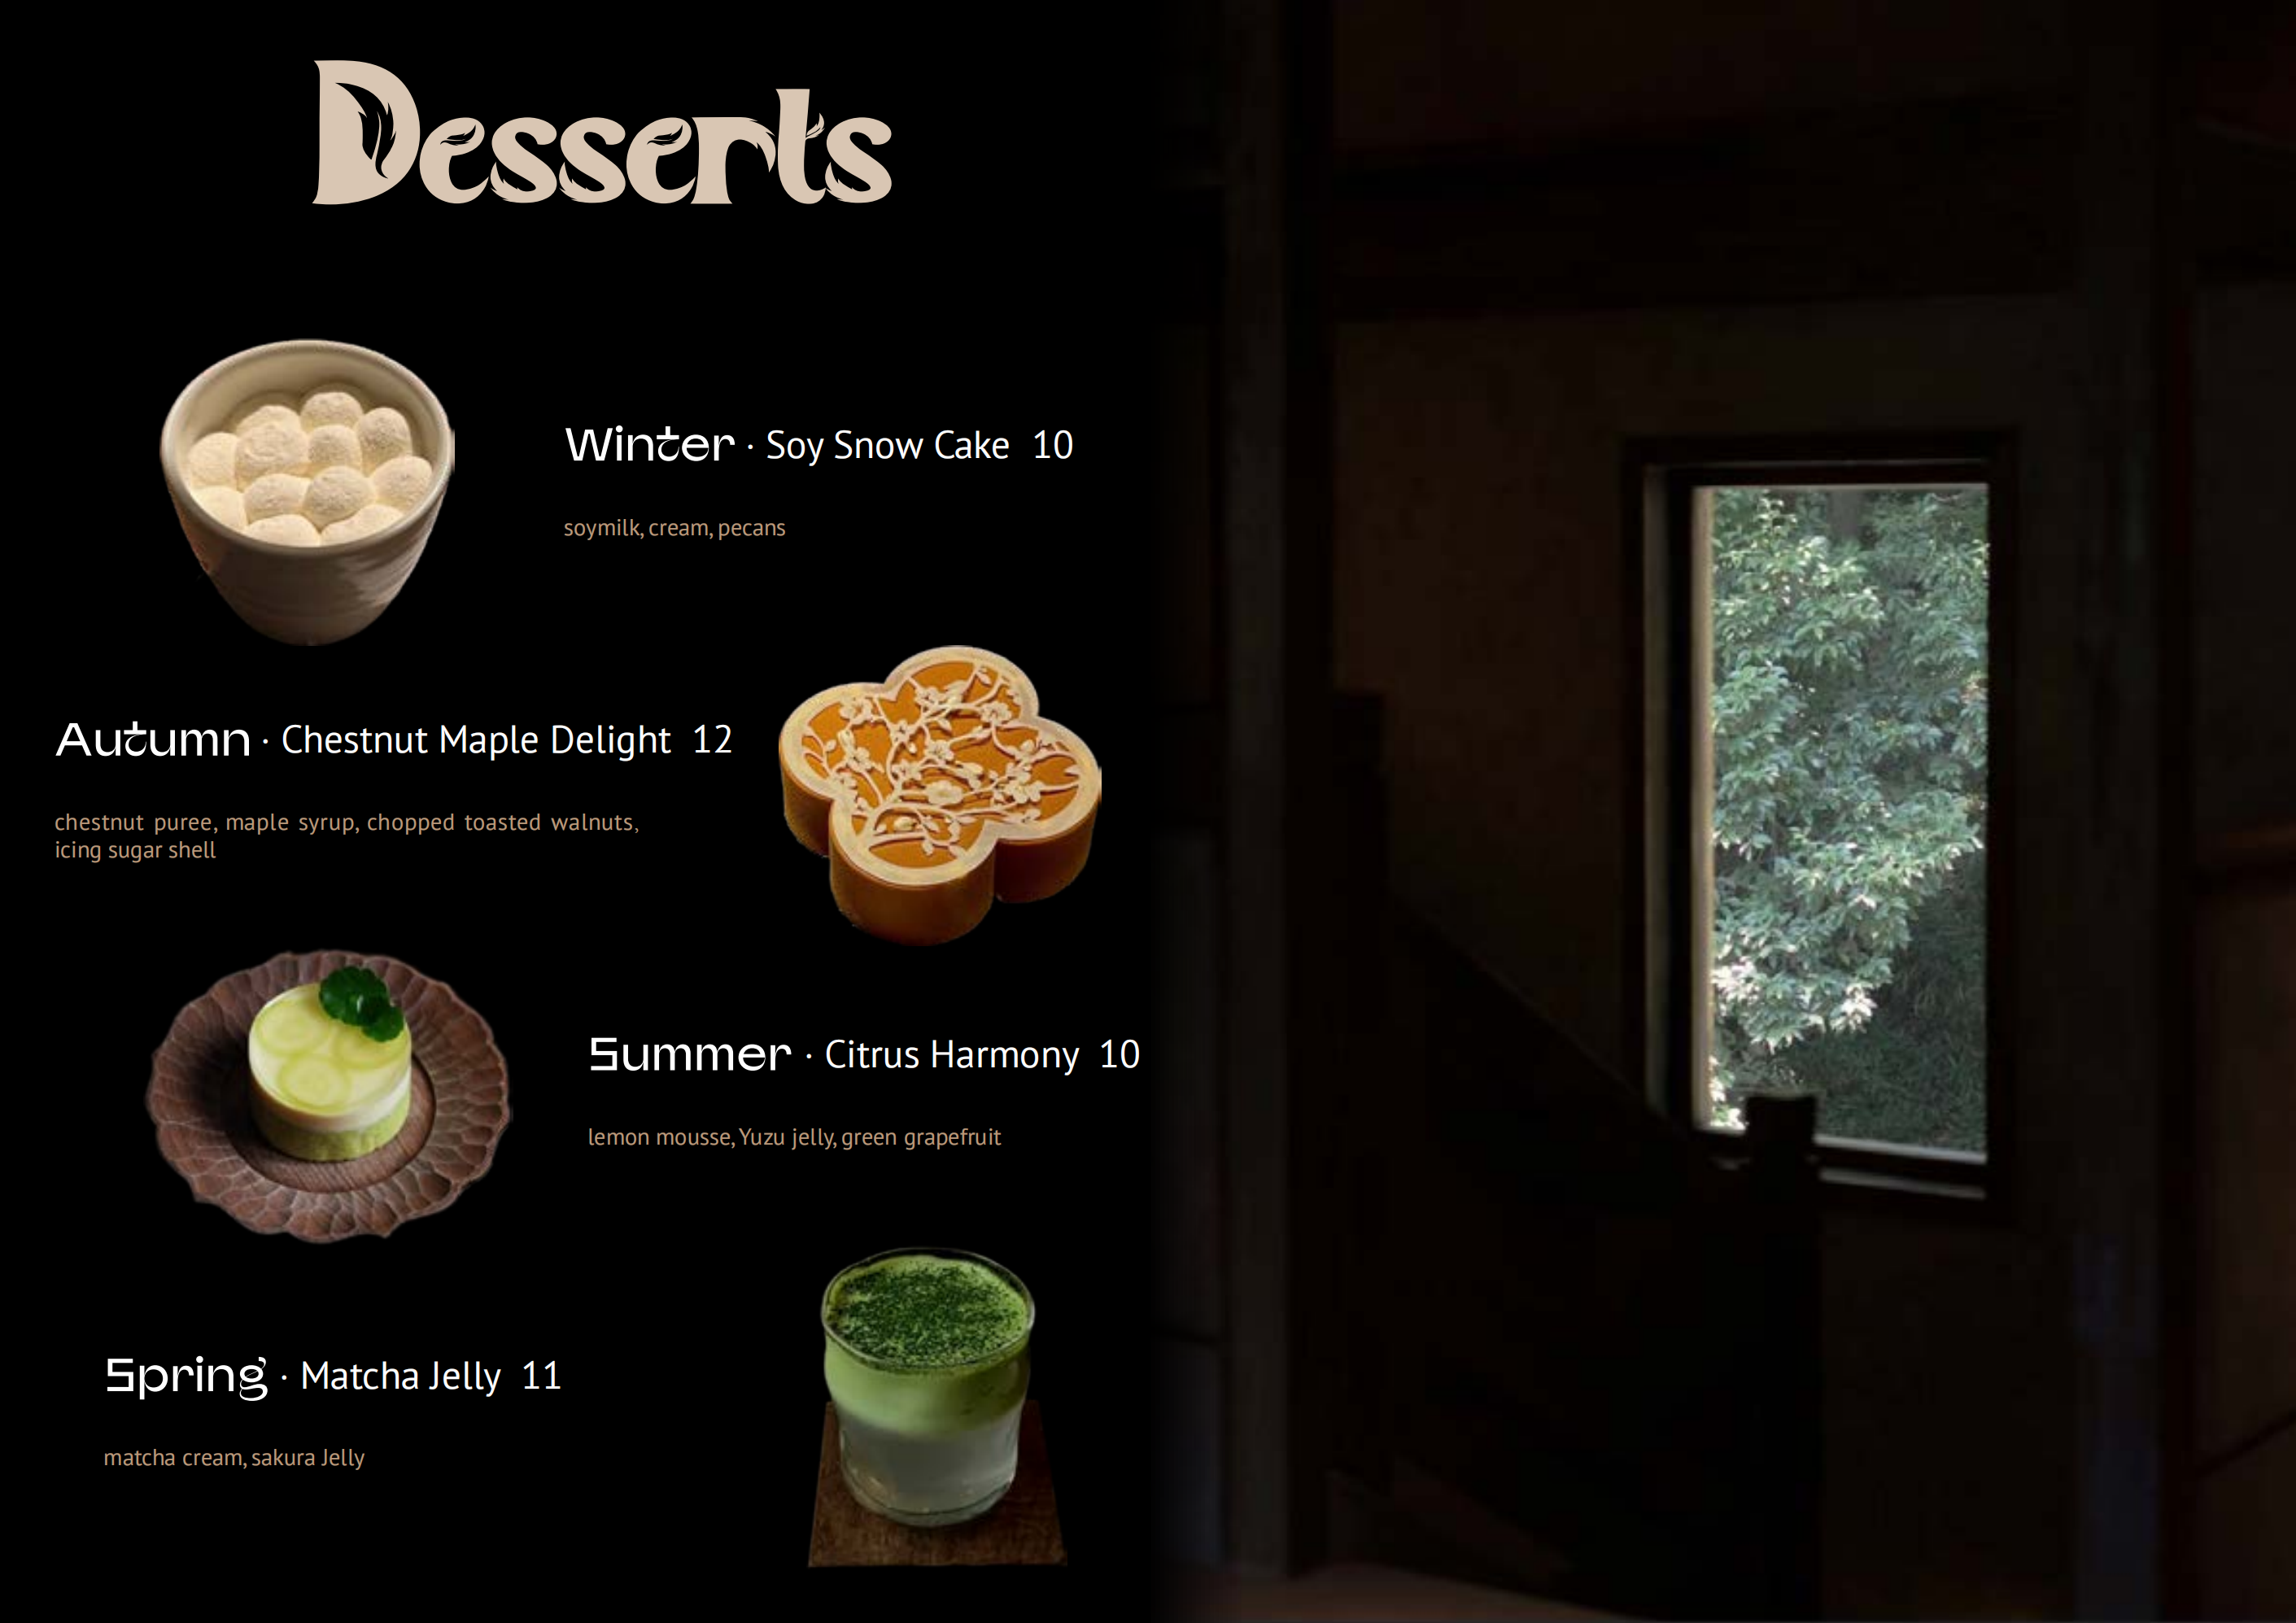 Desserts
Winter · Soy Snow Cake 10
soymilk, cream, pecans
Autumn · Chestnut Maple Delight 12
chestnut puree, maple syrup, chopped toasted walnuts,
icing sugar shell
Summer · Citrus Harmony 10
lemon mousse, Yuzu jelly, green grapefruit
Spring · Matcha Jelly 11
matcha cream, sakura Jelly